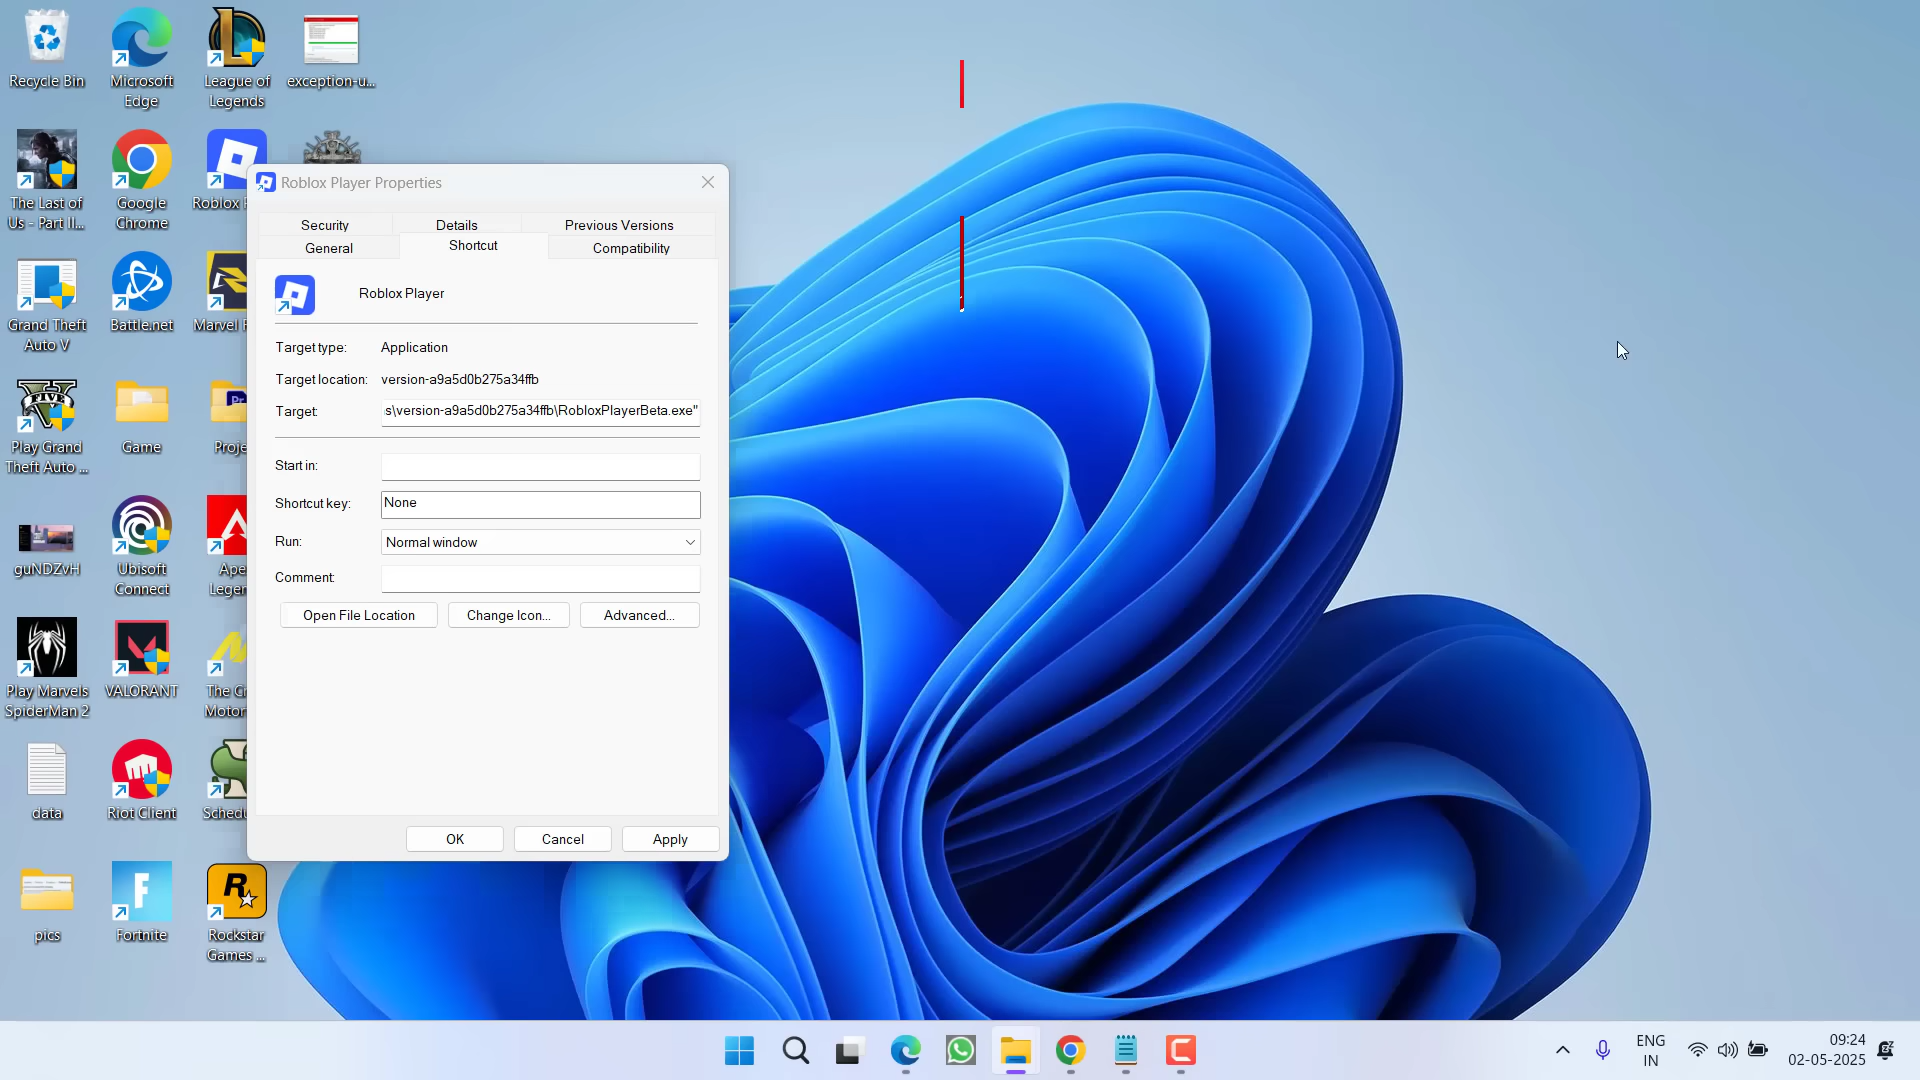 Recycle Bin
Microsoft
Edge
League of
Legends
exception-u...
The Last of
Us - Part II...
Google
Chrome
Roblox
Grand Theft
Auto V
Battle.net
Marvel
Play Grand
Theft Auto ...
Game
guNDZvH
Ubisoft
Connect
Play Marvels
SpiderMan 2
VALORANT
data
Riot Client
pics
Fortnite
Rockstar
Games ...
Roblox Player Properties
Security
Details
Previous Versions
General
Shortcut
Compatibility
Roblox Player
Target type:
Application
Target location:
version-a9a5d0b275a34ffb
Target:
s\version-a9a5d0b275a34ffb\RobloxPlayerBeta.exe"
Start in:
Shortcut key:
None
Run:
Normal window
Comment:
Open File Location
Change Icon...
Advanced...
OK
Cancel
Apply
ENG
IN
09:24
02-05-2025